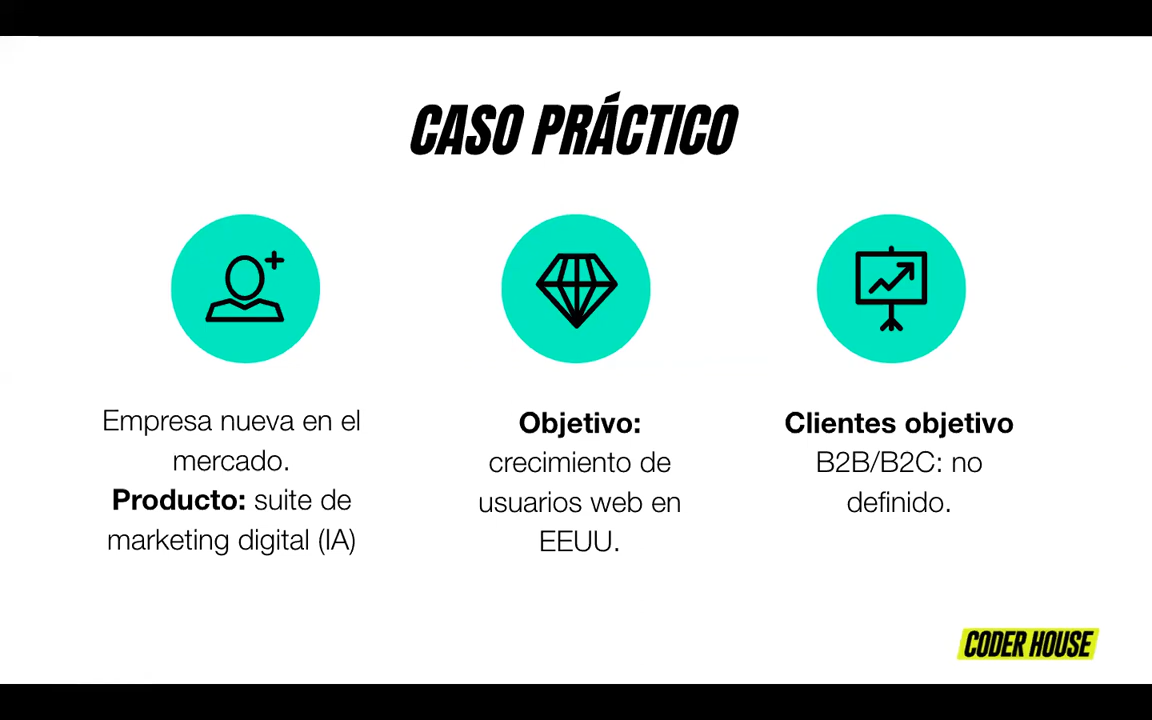 CASO PRÁCTICO
Empresa nueva en el
mercado.
Producto: suite de
marketing digital (IA)
Objetivo:
crecimiento de
usuarios web en
EEUU.
Clientes objetivo
B2B/B2C: no
definido.
CODER HOUSE